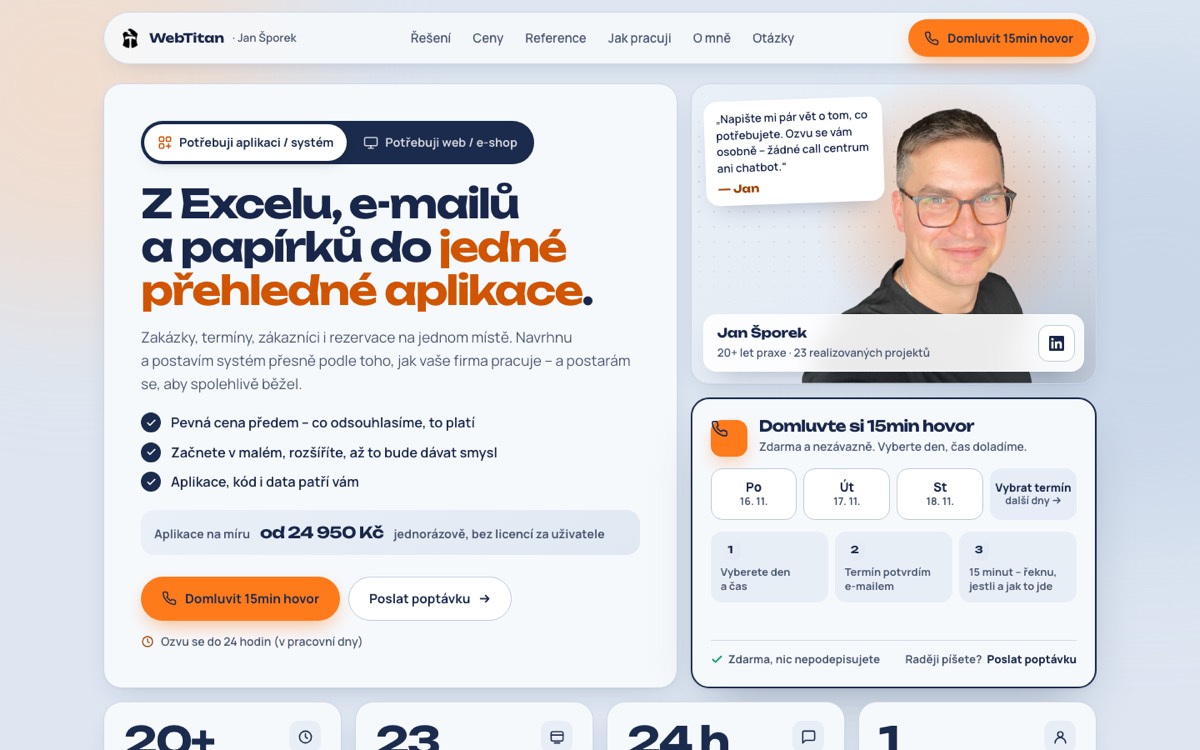 WebTitan · Jan Šporek
Řešení
Ceny
Reference
Jak pracuji
O mně
Otázky
Domluvit 15min hovor
Potřebuji aplikaci / systém
Potřebuji web / e-shop
Z Excelu, e-mailů
a papírků do jedné
přehledné aplikace.
Zakázky, termíny, zákazníci i rezervace na jednom místě. Navrhnu
a postavím systém přesně podle toho, jak vaše firma pracuje – a postarám
se, aby spolehlivě běžel.
Pevná cena předem – co odsouhlasíme, to platí
Začnete v malém, rozšíříte, až to bude dávat smysl
Aplikace, kód i data patří vám
Aplikace na míru od 24 950 Kč jednorázově, bez licencí za uživatele
Domluvit 15min hovor
Poslat poptávku →
Ozvu se do 24 hodin (v pracovní dny)
„Napište mi pár vět o tom, co
potřebujete. Ozvu se vám
osobně – žádné call centrum
ani chatbot.“
— Jan
Jan Šporek
20+ let praxe · 23 realizovaných projektů
in
Domluvte si 15min hovor
Zdarma a nezávazně. Vyberte den, čas doladíme.
Po
16. 11.
Út
17. 11.
St
18. 11.
Vybrat termín
další dny →
1
Vyberete den
a čas
2
Termín potvrdím
e-mailem
3
15 minut – řeknu,
jestli a jak to jde
Zdarma, nic nepodepisujete
Raději píšete? Poslat poptávku
20+
23
24 h
1